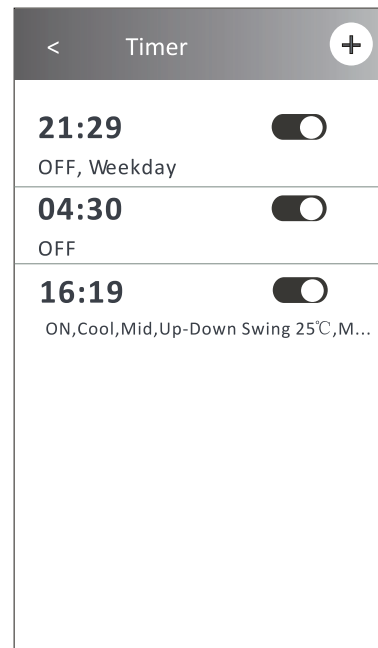 < Timer +
21:29
OFF, Weekday
04:30
OFF
16:19
ON,Cool,Mid,Up-Down Swing 25℃,M...